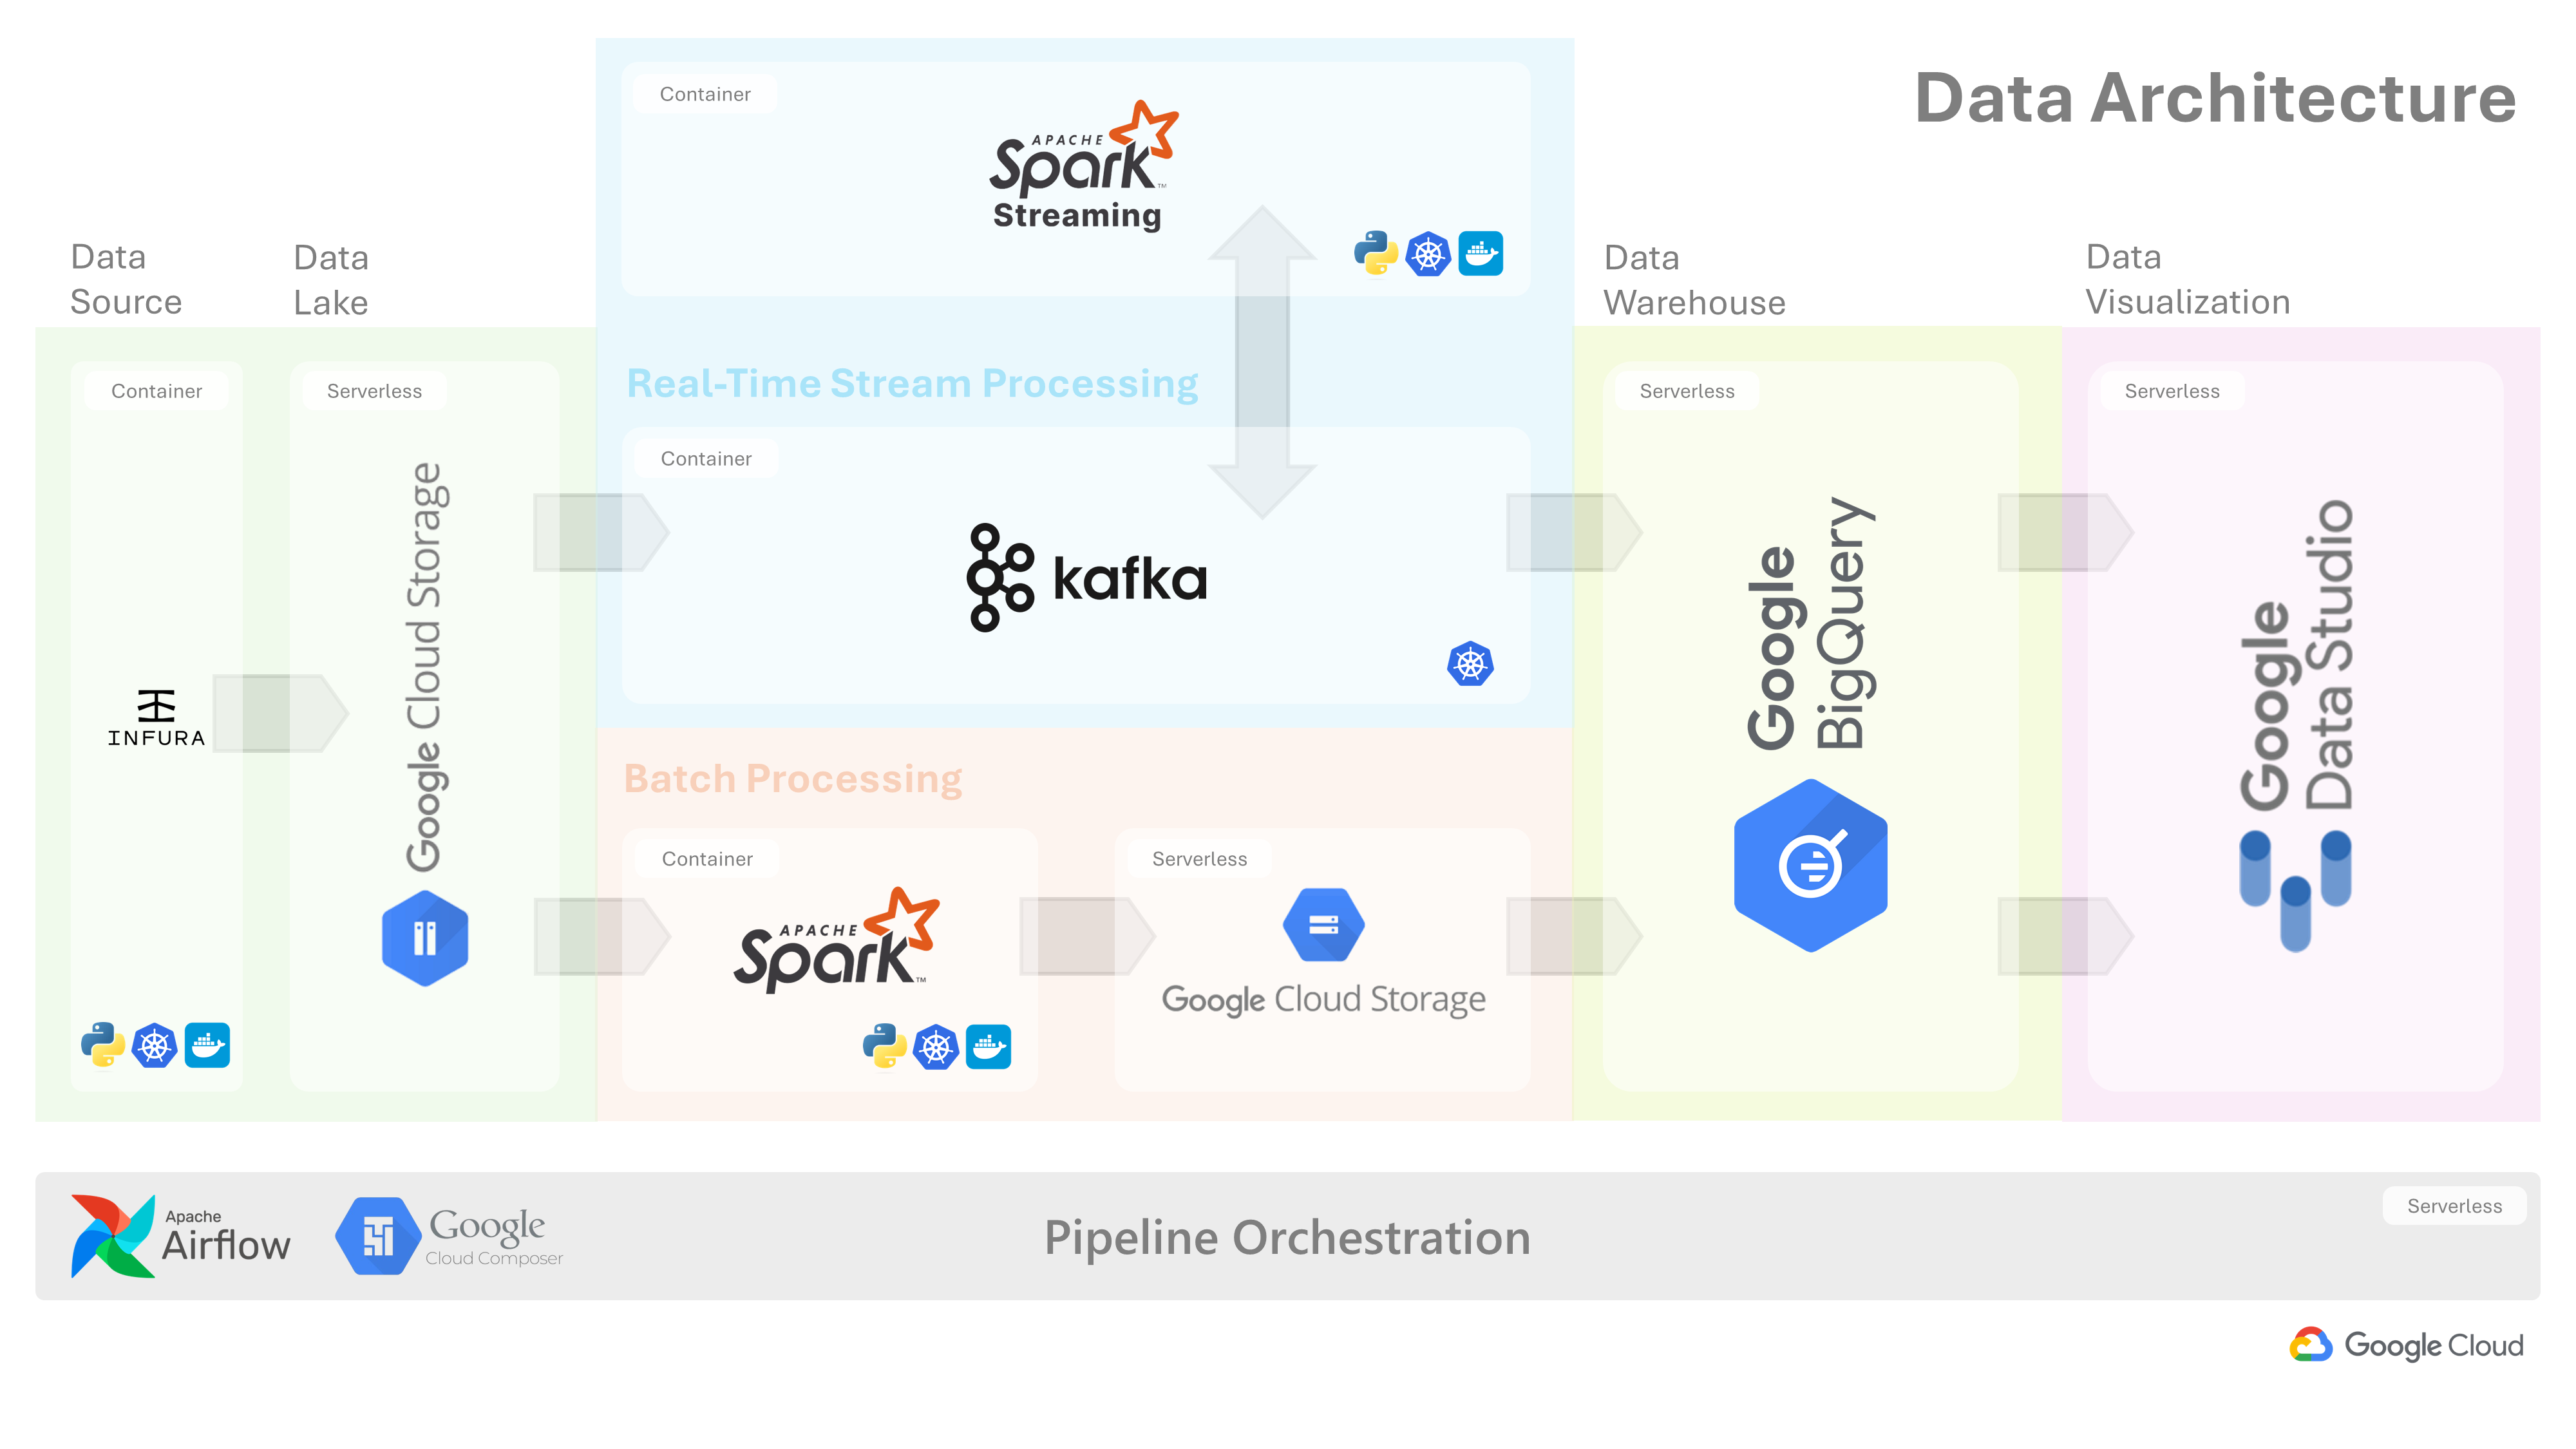 Data Architecture
Container
APACHE
Spark™
Streaming
Data
Source
Data
Lake
Data
Warehouse
Data
Visualization
Real-Time Stream Processing
Container
Serverless
Container
Serverless
Serverless
kafka
INFURA
Google Cloud Storage
Google
BigQuery
Google
Data Studio
Batch Processing
Container
APACHE
Spark™
Serverless
Google Cloud Storage
Apache
Airflow
Google
Cloud Composer
Pipeline Orchestration
Serverless
Google Cloud